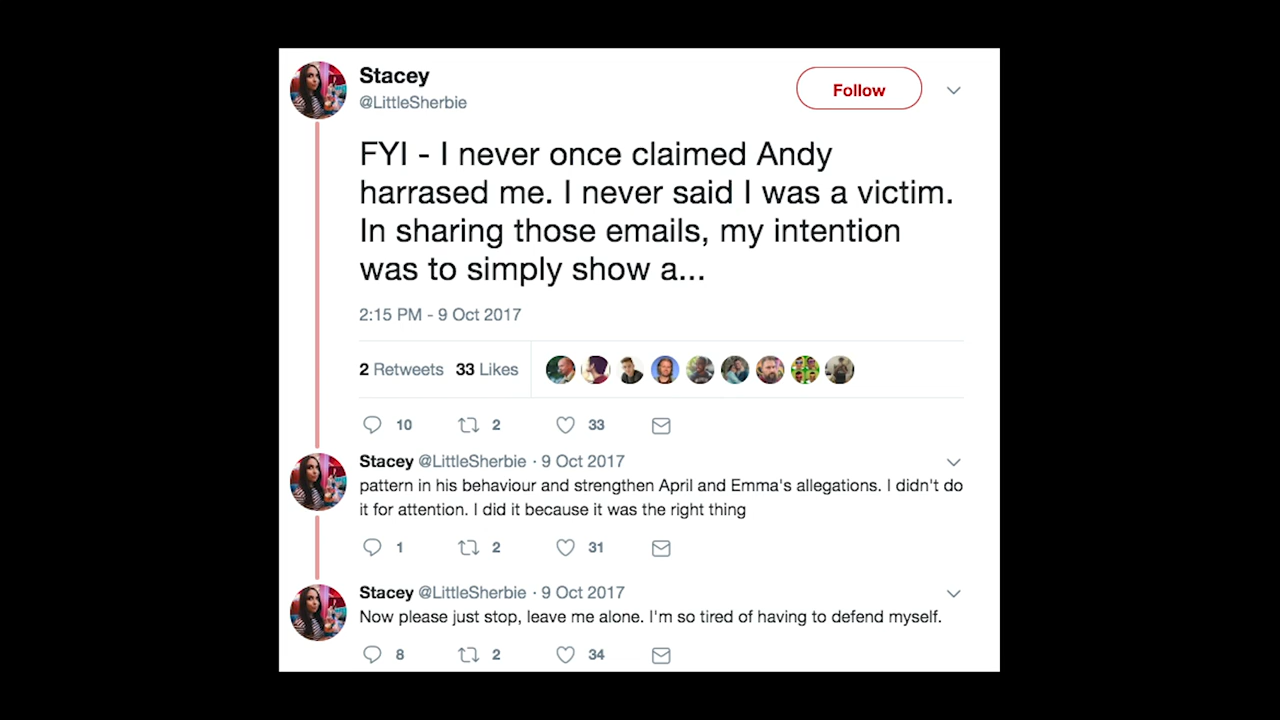 Stacey
@LittleSherbie
Follow
FYI - I never once claimed Andy
harrased me. I never said I was a victim.
In sharing those emails, my intention
was to simply show a...
2:15 PM - 9 Oct 2017
2 Retweets 33 Likes
10 2 33
Stacey @LittleSherbie · 9 Oct 2017
pattern in his behaviour and strengthen April and Emma's allegations. I didn't do
it for attention. I did it because it was the right thing
1 2 31
Stacey @LittleSherbie · 9 Oct 2017
Now please just stop, leave me alone. I'm so tired of having to defend myself.
8 2 34